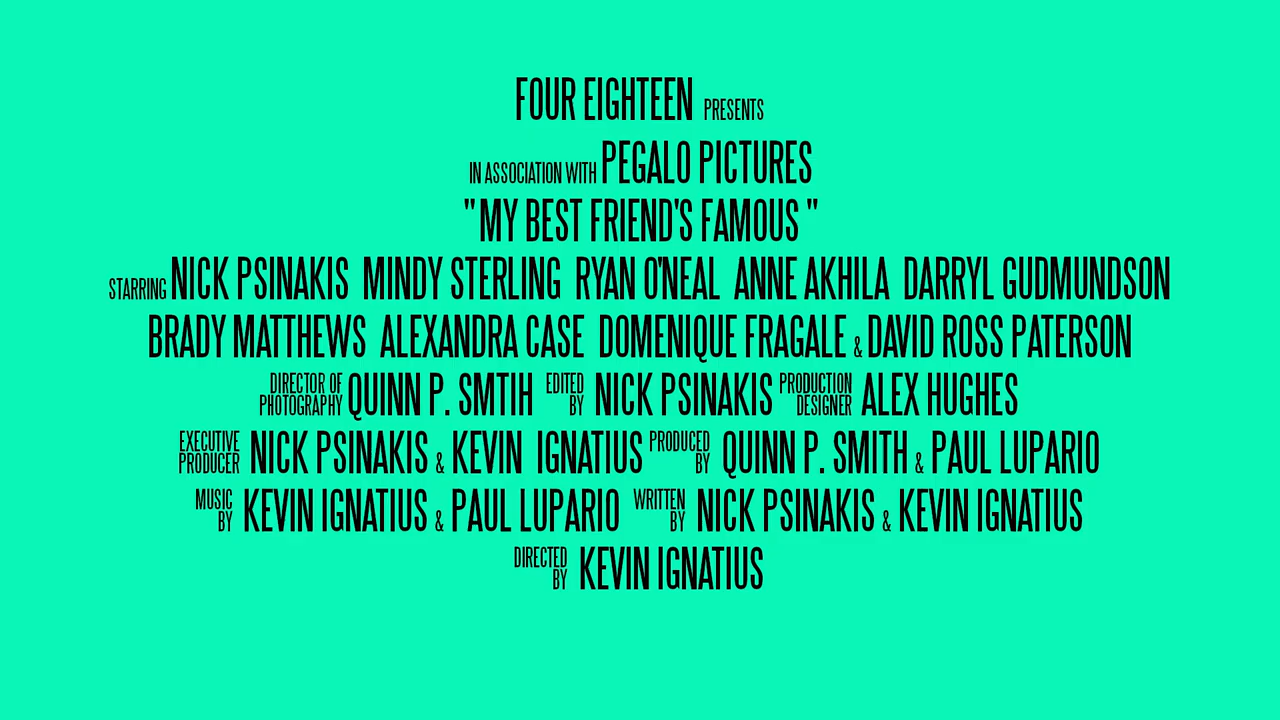 FOUR EIGHTEEN PRESENTS
IN ASSOCIATION WITH PEGALO PICTURES
"MY BEST FRIEND'S FAMOUS "
STARRING NICK PSINAKIS MINDY STERLING RYAN O'NEAL ANNE AKHILA DARRYL GUDMUNDSON
BRADY MATTHEWS ALEXANDRA CASE DOMENIQUE FRAGALE & DAVID ROSS PATERSON
DIRECTOR OF PHOTOGRAPHY QUINN P. SMTIH EDITED BY NICK PSINAKIS PRODUCTION DESIGNER ALEX HUGHES
EXECUTIVE PRODUCER NICK PSINAKIS & KEVIN IGNATIUS PRODUCED BY QUINN P. SMITH & PAUL LUPARIO
MUSIC BY KEVIN IGNATIUS & PAUL LUPARIO WRITTEN BY NICK PSINAKIS & KEVIN IGNATIUS
DIRECTED BY KEVIN IGNATIUS